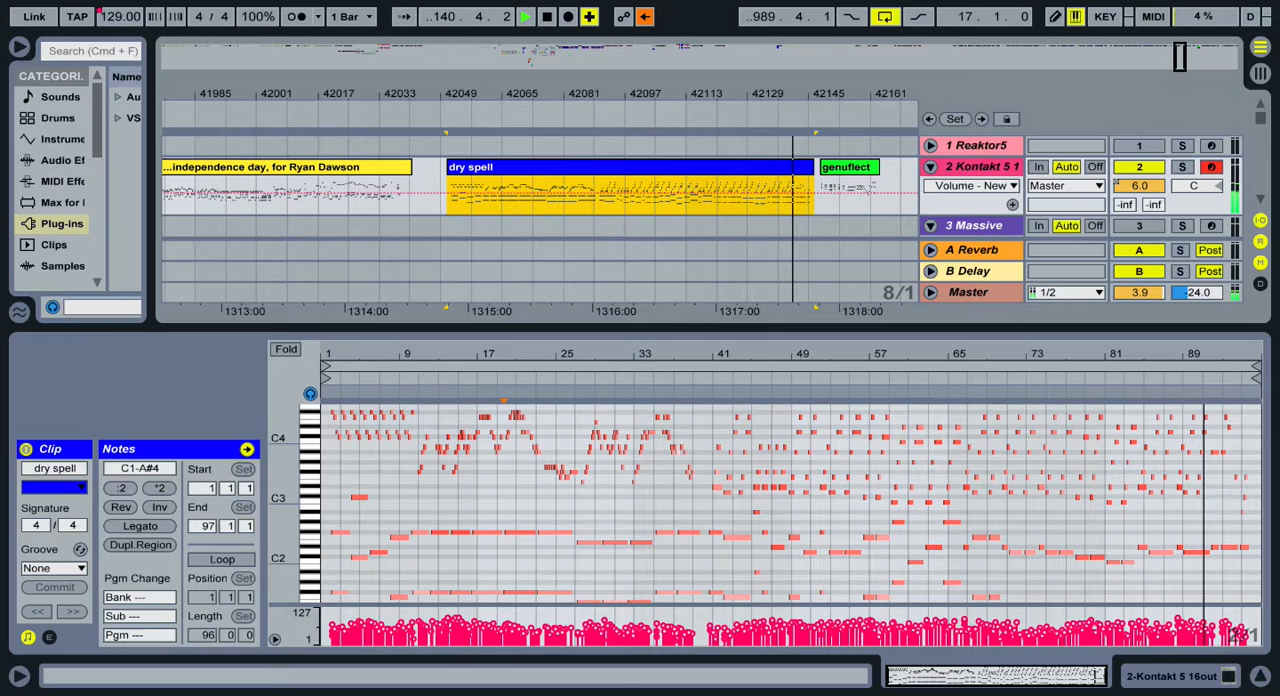 Link TAP 129.00 4 / 4 100% 1 Bar ..140. 4. 2 ..989. 4. 1 17. 1. 0 KEY MIDI 4 % D
Search (Cmd + F)
CATEGORI. Name
Sounds Au
Drums VS
Instrume
Audio Ef
MIDI Effe
Max for l
Plug-ins
Clips
Samples
41985 42001 42017 42033 42049 42065 42081 42097 42113 42129 42145 42161
Set
...independence day, for Ryan Dawson dry spell genuflect
1 Reaktor5 1 S
2 Kontakt 5 1 In Auto Off 2 S
Volume - New Master 6.0 C
-inf -inf
3 Massive In Auto Off 3 S
A Reverb A S Post
B Delay B S Post
8/1 Master 1/2 3.9 -24.0
1313:00 1314:00 1315:00 1316:00 1317:00 1318:00
I·O
R
M
D
Fold 1 9 17 25 33 41 49 57 65 73 81 89
C4
C3
C2
127
1
2/1
Clip
dry spell
Signature
4 / 4
Groove
None
Commit
<< >>
E
Notes
C1-A#4 Start Set
:2 *2 1 1 1
Rev Inv End Set
Legato 97 1 1
Dupl.Region
Loop
Pgm Change Position Set
Bank --- 1 1 1
Sub --- Length Set
Pgm --- 96 0 0
2-Kontakt 5 16out